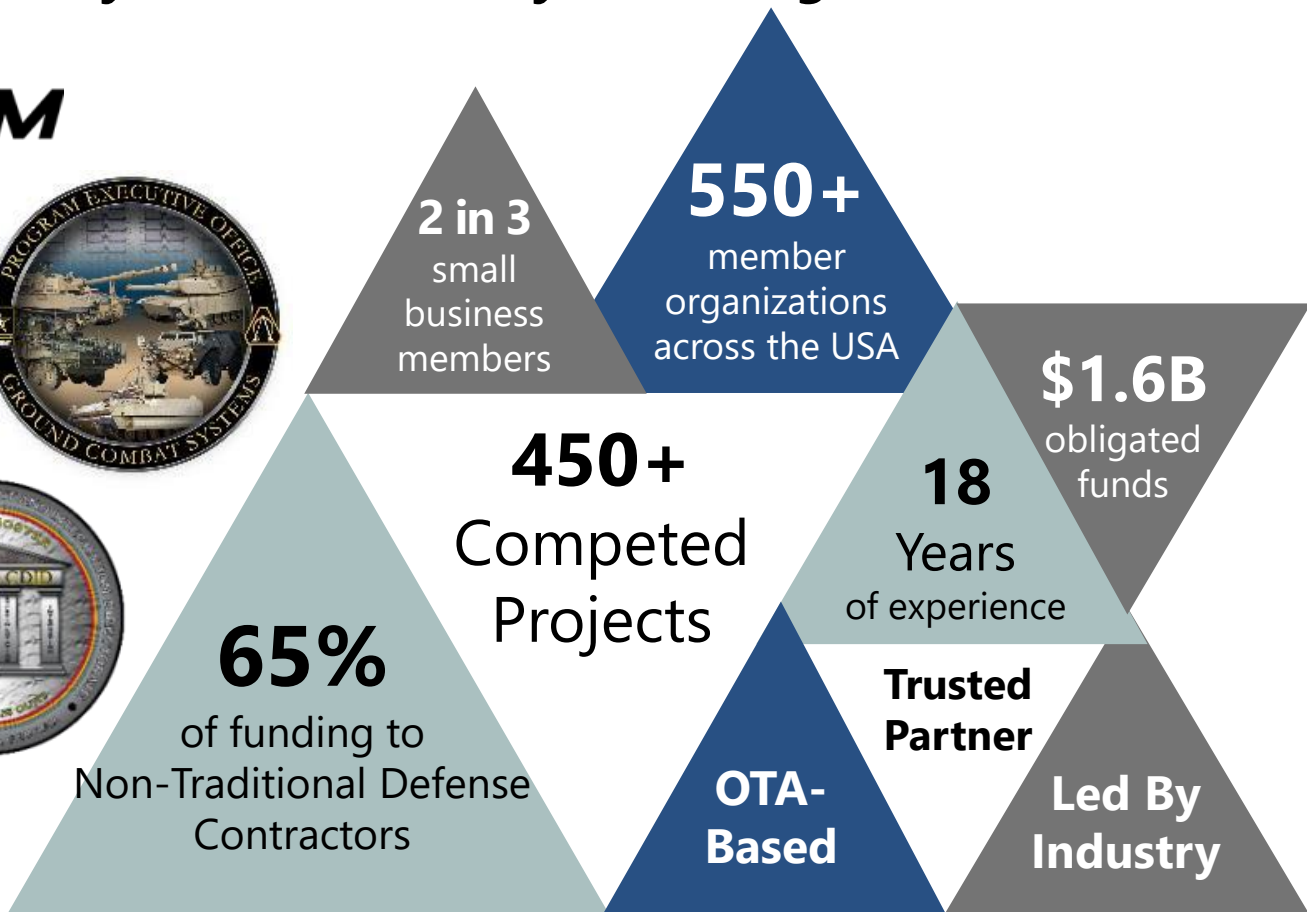 M
PROGRAM EXECUTIVE OFFICE
GROUND COMBAT SYSTEMS
CDID
2 in 3
small
business
members
550+
member
organizations
across the USA
$1.6B
obligated
funds
450+
Competed
Projects
18
Years
of experience
65%
of funding to
Non-Traditional Defense
Contractors
Trusted
Partner
OTA-
Based
Led By
Industry